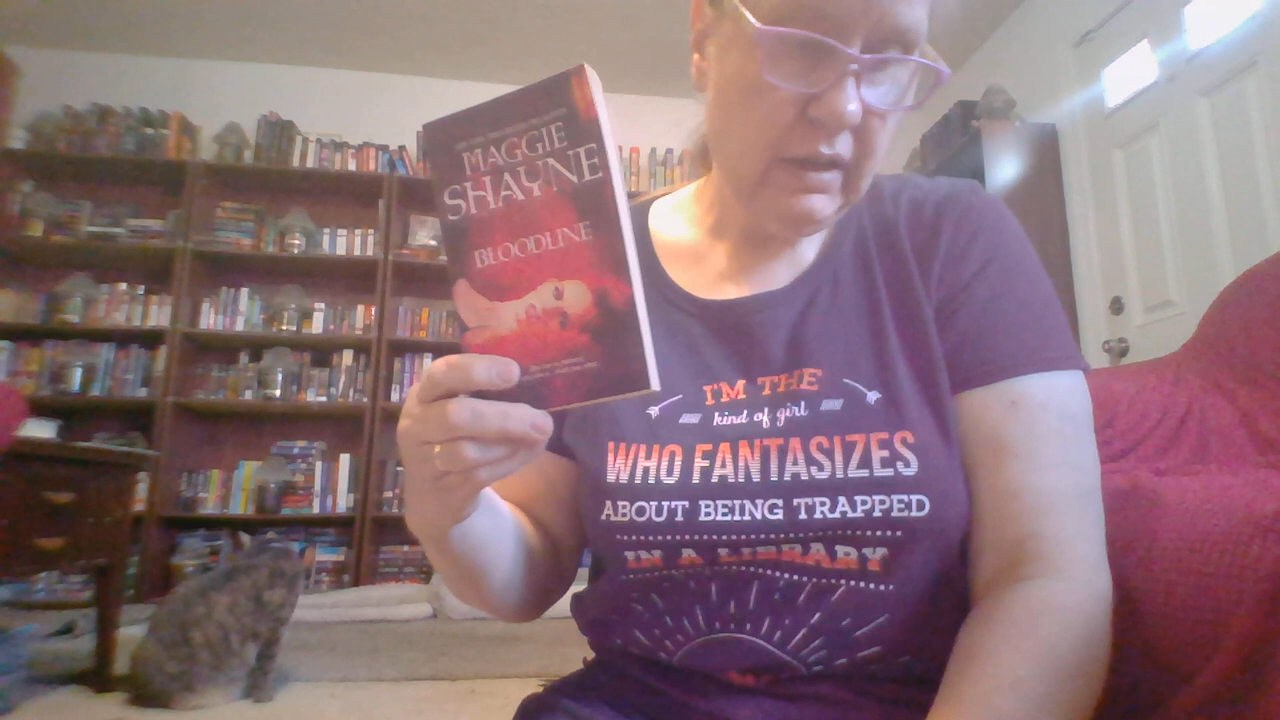 MAGGIE
SHAYNE
BLOODLINE
I'M THE
kind of girl
WHO FANTASIZES
ABOUT BEING TRAPPED
IN A LIBRARY